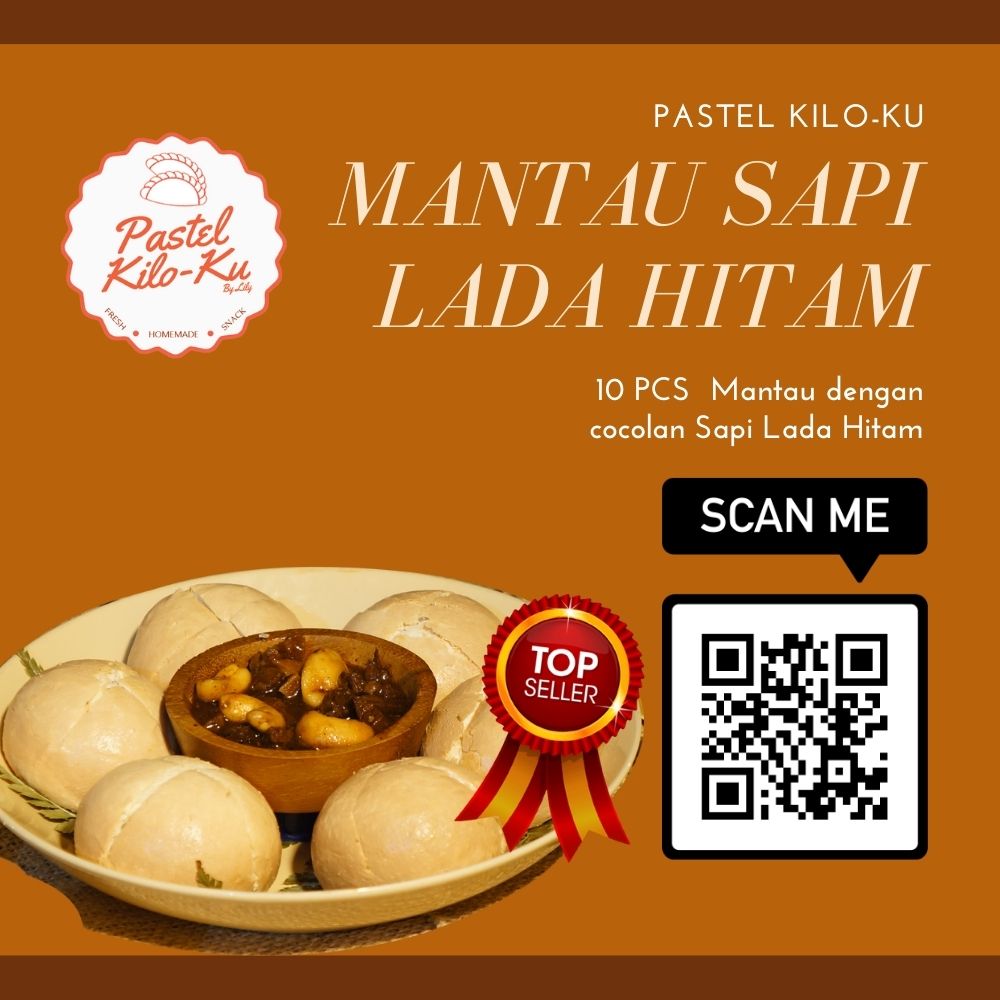 PASTEL KILO-KU
MANTAU SAPI
LADA HITAM
Pastel
Kilo-Ku
By Lily
FRESH • HOMEMADE • SNACK
10 PCS Mantau dengan
cocolan Sapi Lada Hitam
SCAN ME
TOP
SELLER